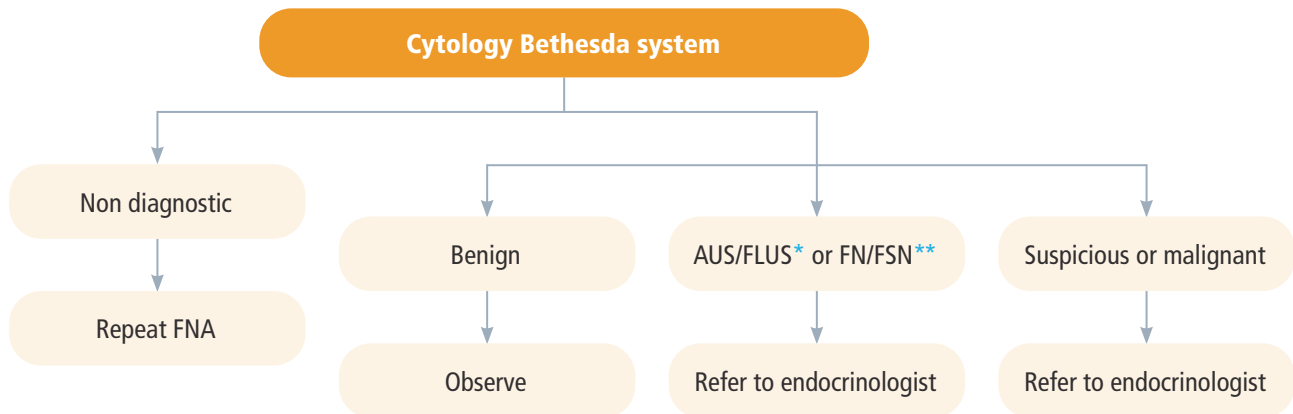 Cytology Bethesda system
Non diagnostic
Repeat FNA
Benign
Observe
AUS/FLUS* or FN/FSN**
Refer to endocrinologist
Suspicious or malignant
Refer to endocrinologist